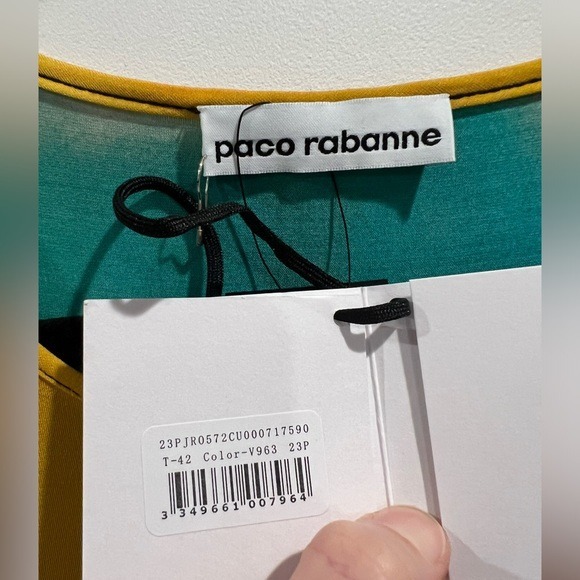 paco rabanne
23PJR0572CU000717590
T-42 Color-V963 23P
3 349661 007964